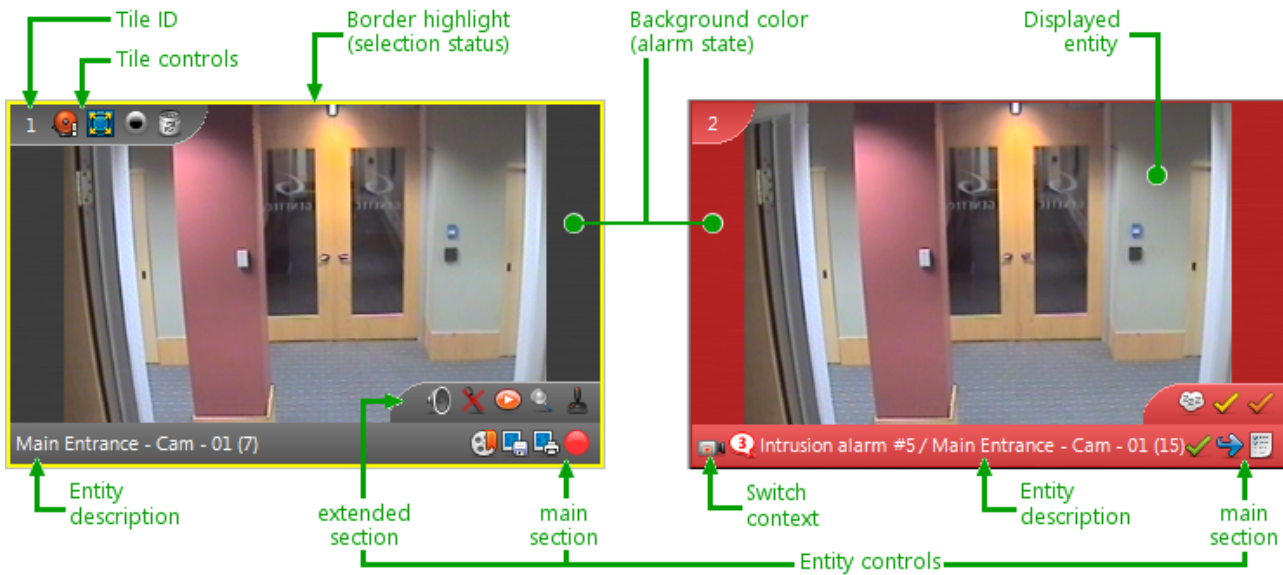 Tile ID
Tile controls
Border highlight
(selection status)
Background color
(alarm state)
Displayed
entity
1
2
GENETEC
Main Entrance - Cam - 01 (7)
3
Intrusion alarm #5 / Main Entrance - Cam - 01 (15)
Entity
description
extended
section
main
section
Switch
context
Entity
description
main
section
Entity controls